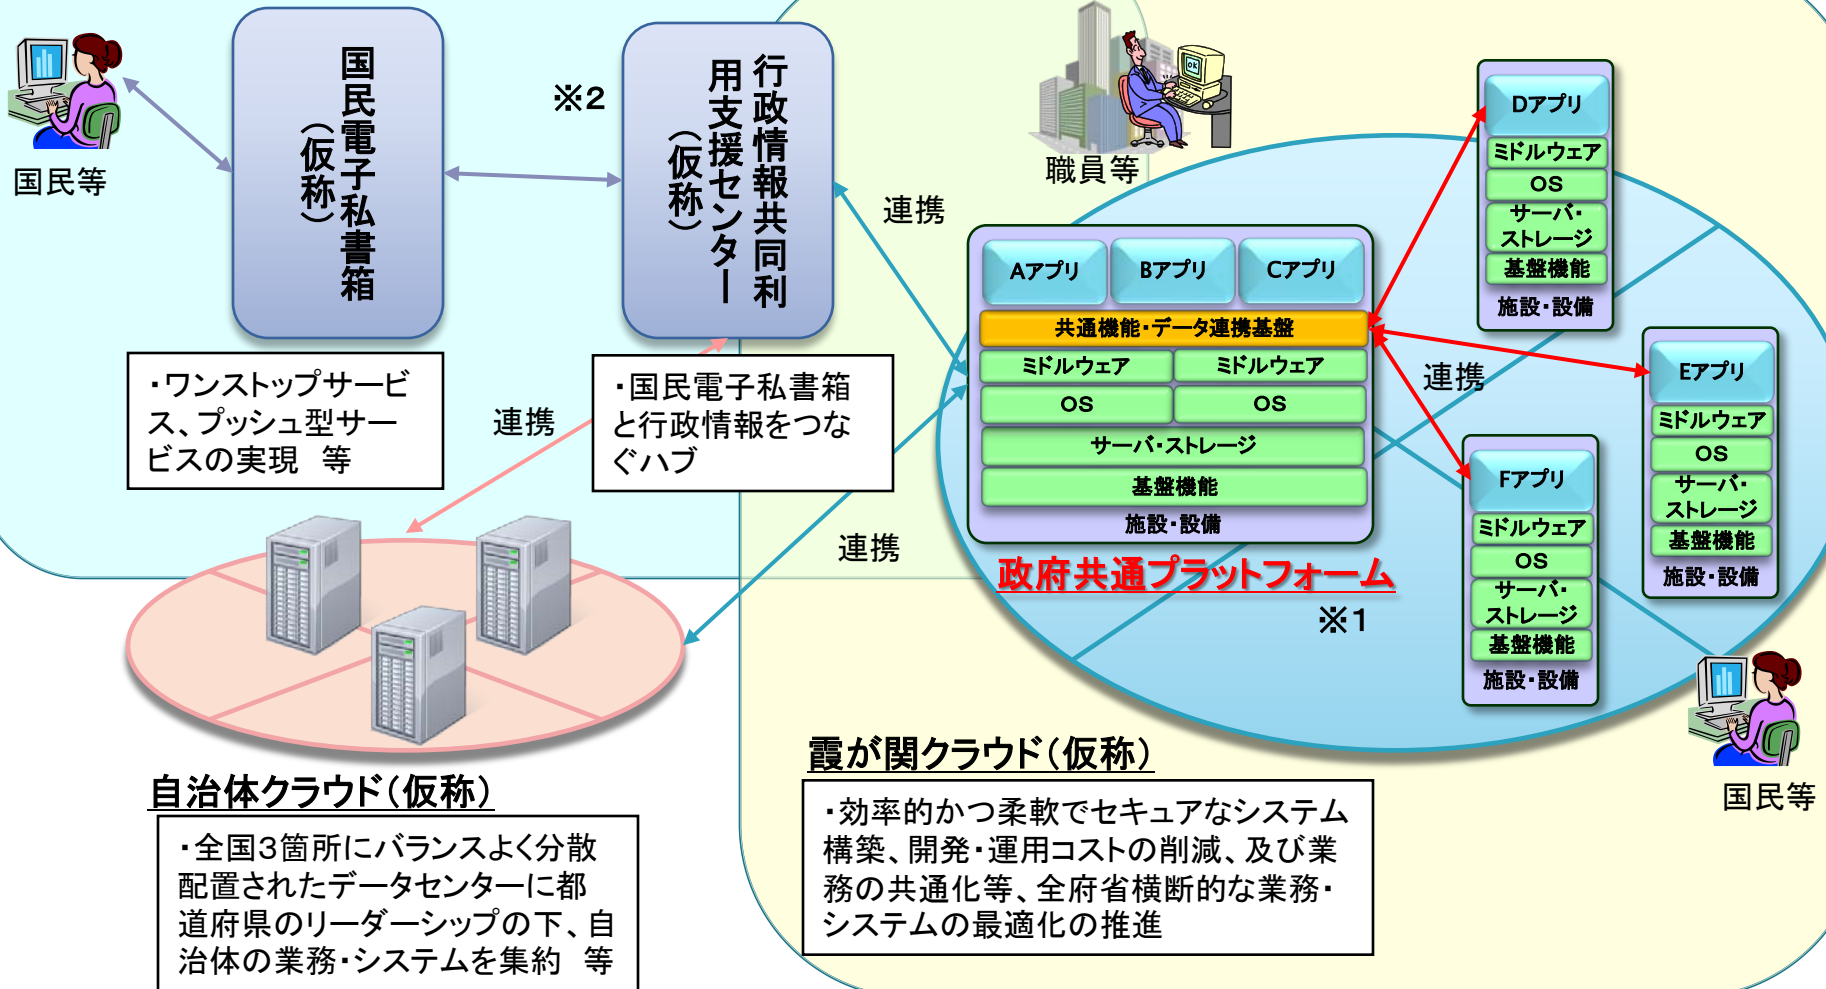 国民等
国民電子私書箱
(仮称)
※2
行政情報共同利
用支援センター
(仮称)
職員等
連携
・ワンストップサービ
ス、プッシュ型サー
ビスの実現　等
連携
・国民電子私書箱
と行政情報をつな
ぐハブ
連携
Aアプリ
Bアプリ
Cアプリ
共通機能・データ連携基盤
ミドルウェア
ミドルウェア
OS
OS
サーバ・ストレージ
基盤機能
施設・設備
政府共通プラットフォーム
※1
連携
Dアプリ
ミドルウェア
OS
サーバ・
ストレージ
基盤機能
施設・設備
Eアプリ
ミドルウェア
OS
サーバ・
ストレージ
基盤機能
施設・設備
Fアプリ
ミドルウェア
OS
サーバ・
ストレージ
基盤機能
施設・設備
国民等
自治体クラウド(仮称)
・全国3箇所にバランスよく分散
配置されたデータセンターに都
道府県のリーダーシップの下、自
治体の業務・システムを集約　等
霞が関クラウド(仮称)
・効率的かつ柔軟でセキュアなシステム
構築、開発・運用コストの削減、及び業
務の共通化等、全府省横断的な業務・
システムの最適化の推進